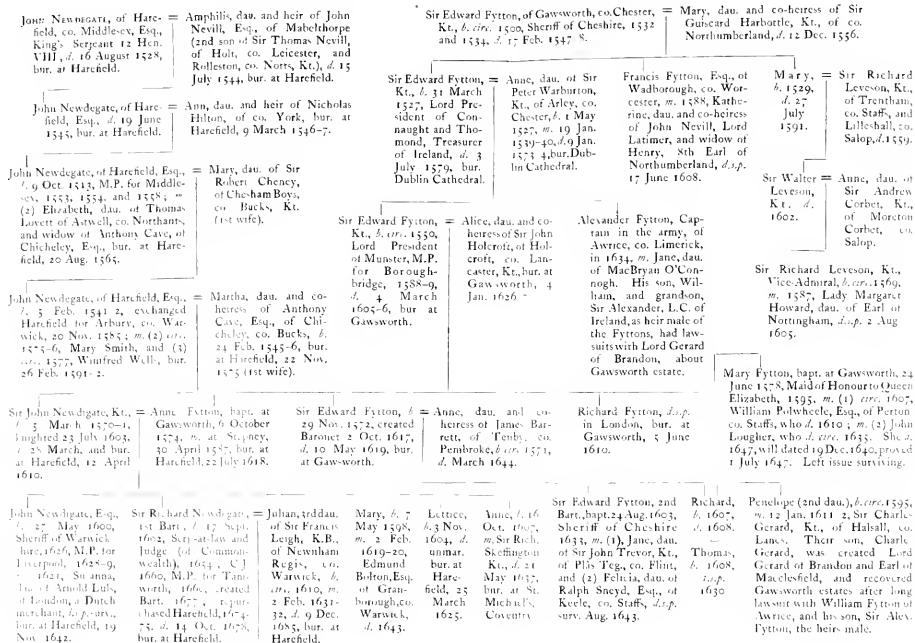 John Newdegate, of Hare-
field, co. Middlesex, Esq.,
King's Serjeant 12 Hen.
VIII, d. 16 August 1528,
bur. at Harefield.
= Amphilis, dau. and heir of John
Nevill, Esq., of Mabelthorpe
(2nd son of Sir Thomas Nevill,
of Holt, co. Leicester, and
Rolleston, co. Notts, Kt.), d. 15
July 1544, bur. at Harefield.
Sir Edward Fytton, of Gawsworth, co. Chester,
Kt., b. circ. 1500, Sheriff of Cheshire, 1532
and 1534, d. 17 Feb. 1547 8.
= Mary, dau. and co-heiress of Sir
Guiscard Harbottle, Kt., of co.
Northumberland, d. 12 Dec. 1556.
John Newdegate, of Hare-
field, Esq., d. 19 June
1545, bur. at Harefield.
= Ann, dau. and heir of Nicholas
Hilton, of co. York, bur. at
Harefield, 9 March 1546-7.
Sir Edward Fytton,
Kt., b. 31 March
1527, Lord Pre-
sident of Con-
naught and Tho-
mond, Treasurer
of Ireland, d. 3
July 1579, bur.
Dublin Cathedral.
= Anne, dau. of Sir
Peter Warburton,
Kt., of Arley, co.
Chester, b. 1 May
1527, m. 19 Jan.
1539-40, d. 9 Jan.
1573 4, bur. Dub-
lin Cathedral.
Francis Fytton, Esq., of
Wadborough, co. Wor-
cester, m. 1588, Kathe-
rine, dau. and co-heiress
of John Nevill, Lord
Latimer, and widow of
Henry, 8th Earl of
Northumberland, d.s.p.
17 June 1608.
Mary,
b. 1529,
d. 27
July
1591.
= Sir Richard
Leveson, Kt.,
of Trentham,
co. Staffs, and
Lilleshall, co.
Salop, d. 1559.
John Newdegate, of Harefield, Esq.,
b. 9 Oct. 1513, M.P. for Middle-
sex, 1553, 1554, and 1558; m.
(2) Elizabeth, dau. of Thomas
Lovett of Astwell, co. Northants,
and widow of Anthony Cave, of
Chicheley, Esq., bur. at Hare-
field, 20 Aug. 1565.
= Mary, dau. of Sir
Robert Cheney,
of Chesham Boys,
co Bucks, Kt.
(1st wife).
Sir Walter
Leveson,
Kt. d.
1602.
= Anne, dau.
of Sir
Andrew
Corbet, Kt.,
of Moreton
Corbet, co.
Salop.
Sir Edward Fytton,
Kt., b. circ. 1550,
Lord President
of Munster, M.P.
for Borough-
bridge, 1588-9,
d. 4 March
1605-6, bur at
Gawsworth.
= Alice, dau. and co-
heiress of Sir John
Holcroft, of Hol-
croft, co. Lan-
caster, Kt., bur. at
Gawsworth, 4
Jan. 1626.
Alexander Fytton, Cap-
tain in the army, of
Awrice, co. Limerick,
in 1634, m. Jane, dau.
of MacBryan O'Con-
nogh. His son, Wil-
liam, and grandson,
Sir Alexander, L.C. of
Ireland, as heir male of
the Fyttons, had law-
suits with Lord Gerard
of Brandon, about
Gawsworth estate.
Sir Richard Leveson, Kt.,
Vice-Admiral, b. circ. 1569,
m. 1587, Lady Margaret
Howard, dau. of Earl of
Nottingham, d.s.p. 2 Aug
1605.
John Newdegate, of Harefield, Esq.,
b. 5 Feb. 1541 2, exchanged
Harefield for Arbury, co. War-
wick, 20 Nov. 1585; m. (2) circ.
1575-6, Mary Smith, and (3)
circ. 1577, Winifred Wells, bur.
26 Feb. 1591-2.
= Martha, dau. and co-
heiress of Anthony
Cave, Esq., of Chi-
cheley, co. Bucks, b.
24 Feb. 1545-6, bur.
at Harefield, 22 Nov.
1575 (1st wife).
Mary Fytton, bapt. at Gawsworth, 24
June 1578, Maid of Honour to Queen
Elizabeth, 1595, m. (1) circ. 1607,
William Polwheele, Esq., of Perton
co. Staffs, who d. 1610; m. (2) John
Lougher, who d. circ. 1635. She d.
1647, will dated 19 Dec. 1640, proved
1 July 1647. Left issue surviving.
Sir John Newdigate, Kt.,
b. 5 March 1570-1,
knighted 23 July 1603,
d. 28 March, and bur.
at Harefield, 12 April
1610.
= Anne Fytton, bapt. at
Gawsworth, 6 October
1574, m. at Stepney,
30 April 1587, bur. at
Harefield, 22 July 1618.
Sir Edward Fytton, b
29 Nov. 1572, created
Baronet 2 Oct. 1617,
d. 10 May 1619, bur.
at Gawsworth.
= Anne, dau. and co-
heiress of James Bar-
rett, of Tenby, co.
Pembroke, b. circ. 1571,
d. March 1644.
Richard Fytton, d.s.p.
in London, bur. at
Gawsworth, 5 June
1610.
John Newdigate, Esq.,
b. 27 May 1600,
Sheriff of Warwick
shire, 1626, M.P. for
Liverpool, 1628-9,
m. 1621, Susanna,
dau. of Arnold Luls,
of London, a Dutch
merchant, d.s.p. surv.,
bur. at Harefield, 19
Nov. 1642.
Sir Richard Newdigate,
1st Bart., b. 17 Sept.
1602, Serj-at-law and
Judge (of Common-
wealth), 1654, C.J.
1660, M.P. for Tam-
worth, 1660, created
Bart. 1677, repur-
chased Harefield, 1674-
75, d. 14 Oct. 1678,
bur. at Harefield.
= Julian, 3rd dau.
of Sir Francis
Leigh, K.B.,
of Newnham
Regis, co.
Warwick, b.
circ. 1610, m.
2 Feb. 1631-
32, d. 9 Dec.
1685, bur. at
Harefield.
Mary, b. 7
May 1598,
m. 2 Feb.
1619-20,
Edmund
Bolton, Esq.
of Gran-
borough, co.
Warwick,
d. 1643.
Lettice,
b. 3 Nov.
1604, d.
unmar.
bur. at
Hare-
field, 25
March
1625.
Anne, b. 16
Oct. 1607,
m. Sir Rich.
Skeffington
Kt., d. 21
May 1637,
bur. at St.
Michael's,
Coventry.
Sir Edward Fytton, 2nd
Bart., bapt. 24 Aug. 1603,
Sheriff of Cheshire
1633, m. (1), Jane, dau.
of Sir John Trevor, Kt.,
of Plâs Teg, co. Flint,
and (2) Felicia, dau. of
Ralph Sneyd, Esq., of
Keele, co. Staffs, d.s.p.
surv. Aug. 1643.
Richard,
b. 1607,
d. 1608.
—
Thomas,
b. 1608,
d.s.p.
1630
Penelope (2nd dau.), b. circ. 1595,
m. 12 Jan. 1611 2, Sir Charles
Gerard, Kt., of Halsall, co.
Lancs. Their son, Charles
Gerard, was created Lord
Gerard of Brandon and Earl of
Macclesfield, and recovered
Gawsworth estates after long
lawsuit with William Fytton of
Awrice, and his son, Sir Alex.
Fytton, the heirs male.